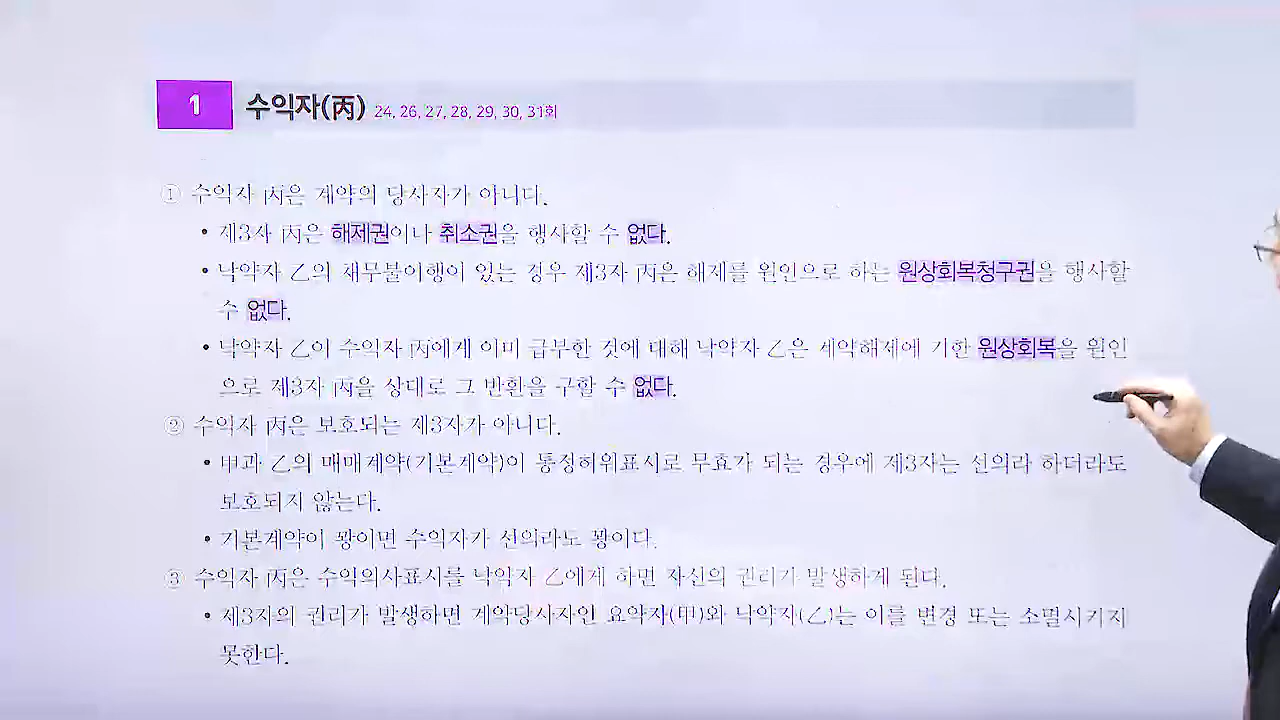 1 수익자(丙) 24, 26, 27, 28, 29, 30, 31회
① 수익자 丙은 계약의 당사자가 아니다.
• 제3자 丙은 해제권이나 취소권을 행사할 수 없다.
• 낙약자 乙의 채무불이행이 있는 경우 제3자 丙은 해제를 원인으로 하는 원상회복청구권을 행사할
수 없다.
• 낙약자 乙이 수익자 丙에게 이미 급부한 것에 대해 낙약자 乙은 계약해제에 기한 원상회복을 원인
으로 제3자 丙을 상대로 그 반환을 구할 수 없다.
② 수익자 丙은 보호되는 제3자가 아니다.
• 甲과 乙의 매매계약(기본계약)이 통정허위표시로 무효가 되는 경우에 제3자는 선의라 하더라도
보호되지 않는다.
• 기본계약이 꽝이면 수익자가 선의라도 꽝이다.
③ 수익자 丙은 수익의사표시를 낙약자 乙에게 하면 자신의 권리가 발생하게 된다.
• 제3자의 권리가 발생하면 계약당사자인 요약자(甲)와 낙약자(乙)는 이를 변경 또는 소멸시키지
못한다.